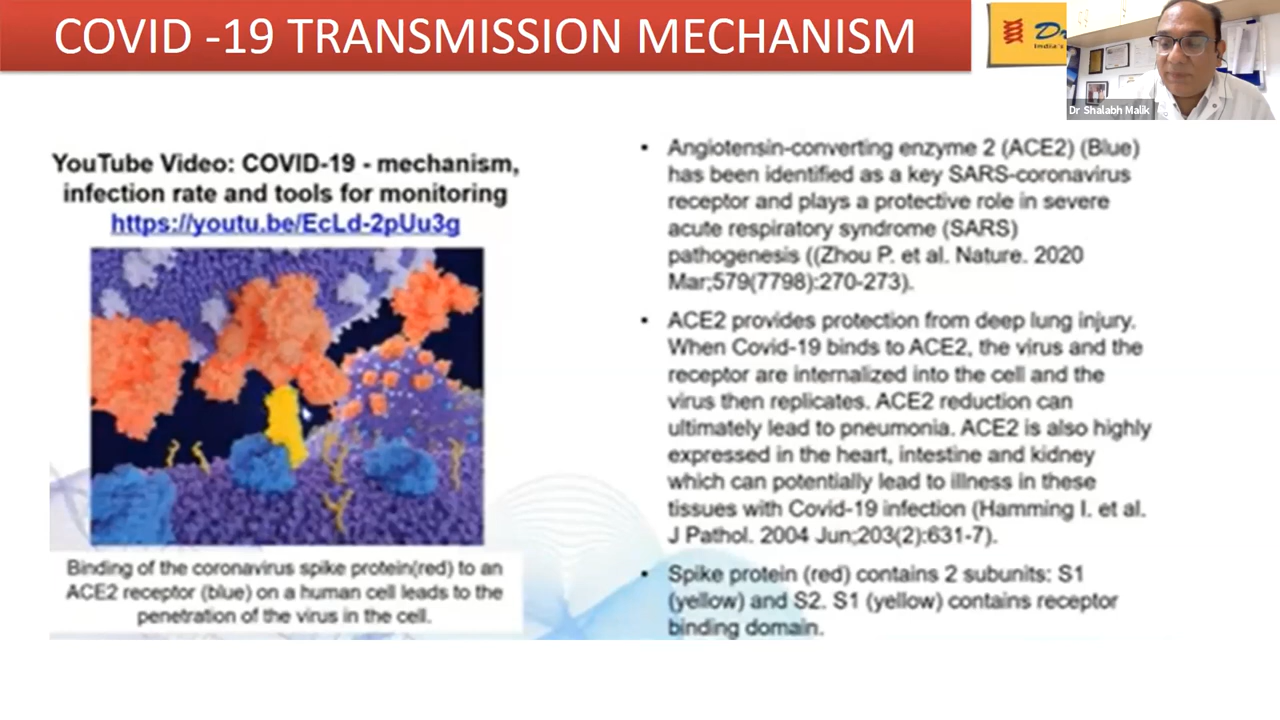 COVID -19 TRANSMISSION MECHANISM
Dr Shalabh Malik
YouTube Video: COVID-19 - mechanism,
infection rate and tools for monitoring
https://youtu.be/EcLd-2pUu3g
Binding of the coronavirus spike protein(red) to an
ACE2 receptor (blue) on a human cell leads to the
penetration of the virus in the cell.
• Angiotensin-converting enzyme 2 (ACE2) (Blue)
has been identified as a key SARS-coronavirus
receptor and plays a protective role in severe
acute respiratory syndrome (SARS)
pathogenesis ((Zhou P. et al. Nature. 2020
Mar;579(7798):270-273).
• ACE2 provides protection from deep lung injury.
When Covid-19 binds to ACE2, the virus and the
receptor are internalized into the cell and the
virus then replicates. ACE2 reduction can
ultimately lead to pneumonia. ACE2 is also highly
expressed in the heart, intestine and kidney
which can potentially lead to illness in these
tissues with Covid-19 infection (Hamming I. et al.
J Pathol. 2004 Jun;203(2):631-7).
• Spike protein (red) contains 2 subunits: S1
(yellow) and S2. S1 (yellow) contains receptor
binding domain.